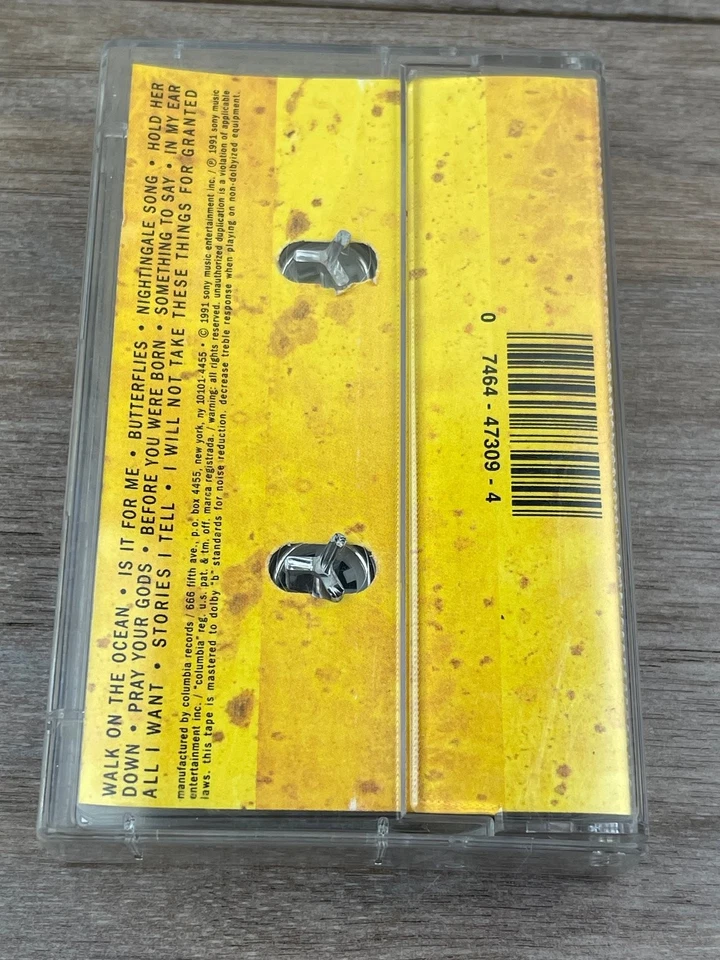 WALK ON THE OCEAN • IS IT FOR ME • BUTTERFLIES • NIGHTINGALE SONG • HOLD HER
DOWN • PRAY YOUR GODS • BEFORE YOU WERE BORN • SOMETHING TO SAY • IN MY EAR
ALL I WANT • STORIES I TELL • I WILL NOT TAKE THESE THINGS FOR GRANTED
manufactured by columbia records / 666 fifth ave., p.o. box 4455, new york, ny 10101-4455 • © 1991 sony music entertainment inc. / ℗ 1991 sony music
entertainment inc. / "columbia" reg. u.s. pat. & tm. off. marca registrada. / warning: all rights reserved. unauthorized duplication is a violation of applicable
laws. this tape is mastered to dolby "b" standards for noise reduction. decrease treble response when playing on non-dolbyized equipment.
0 7464 - 47309 - 4